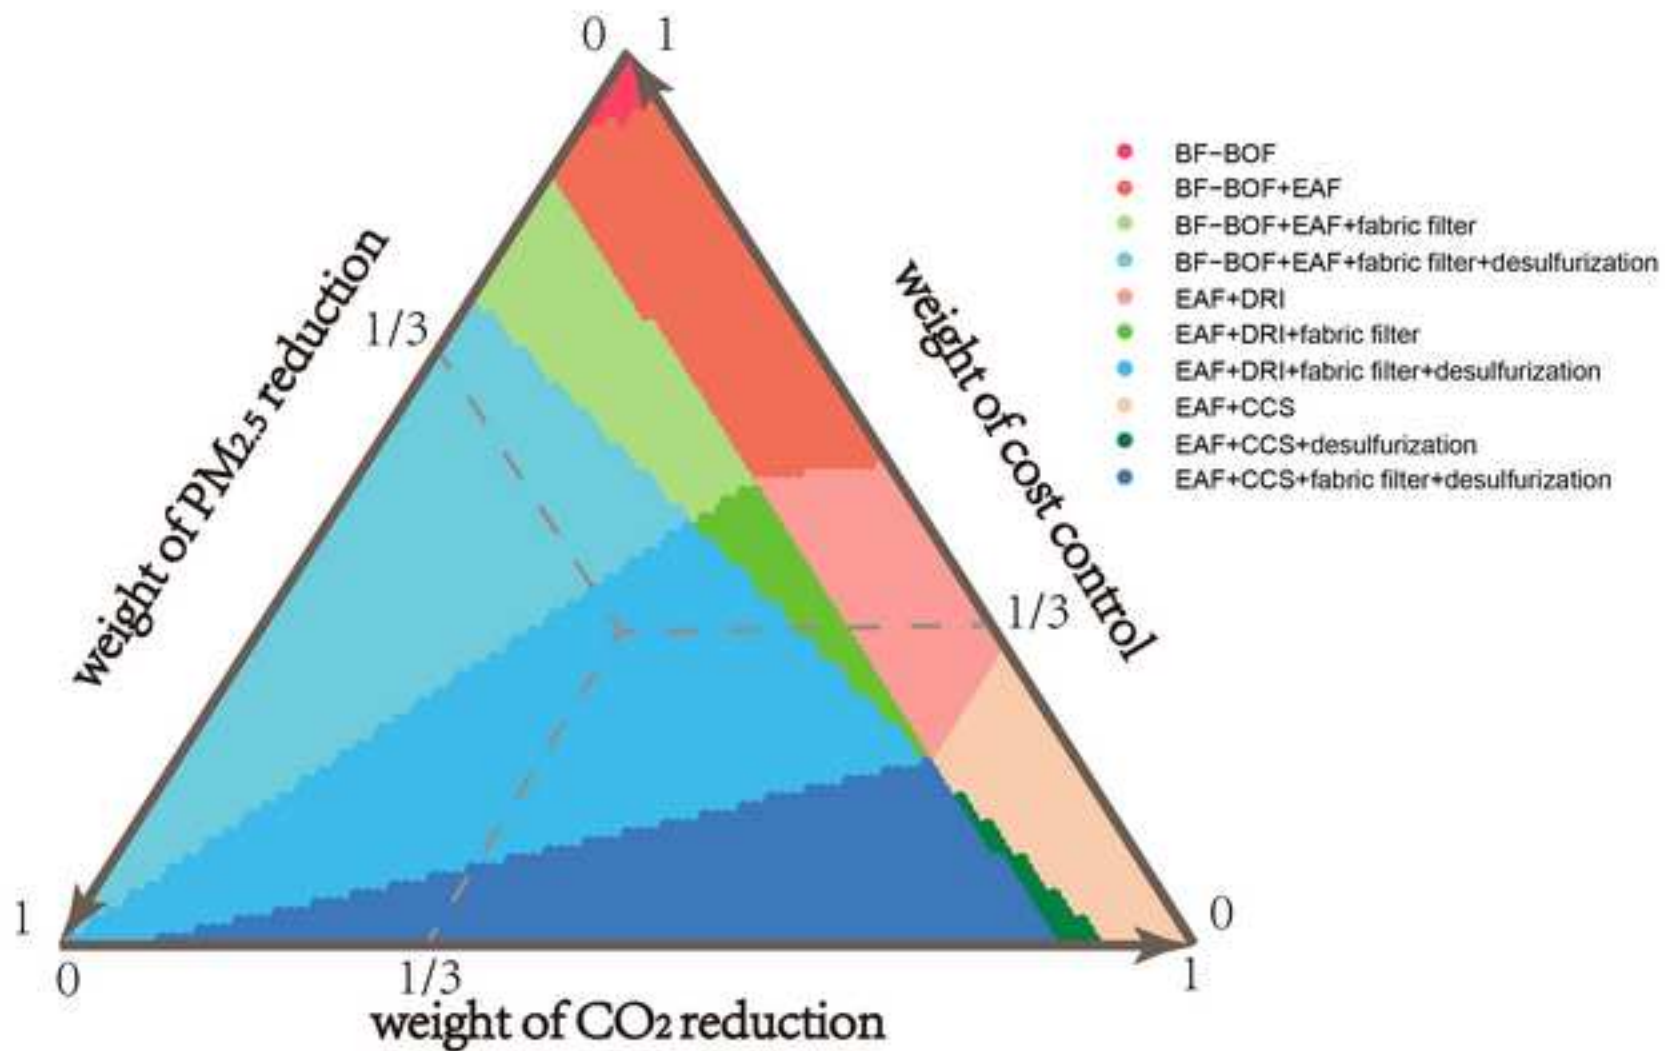 0 1
BF-BOF
BF-BOF+EAF
BF-BOF+EAF+fabric filter
BF-BOF+EAF+fabric filter+desulfurization
EAF+DRI
EAF+DRI+fabric filter
EAF+DRI+fabric filter+desulfurization
EAF+CCS
EAF+CCS+desulfurization
EAF+CCS+fabric filter+desulfurization
weight of PM2.5 reduction
1/3
weight of cost control
1/3
1
0
0
1/3
1
weight of CO2 reduction